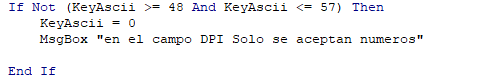 If Not (KeyAscii >= 48 And KeyAscii <= 57) Then
    KeyAscii = 0
    MsgBox "en el campo DPI Solo se aceptan numeros"

End If